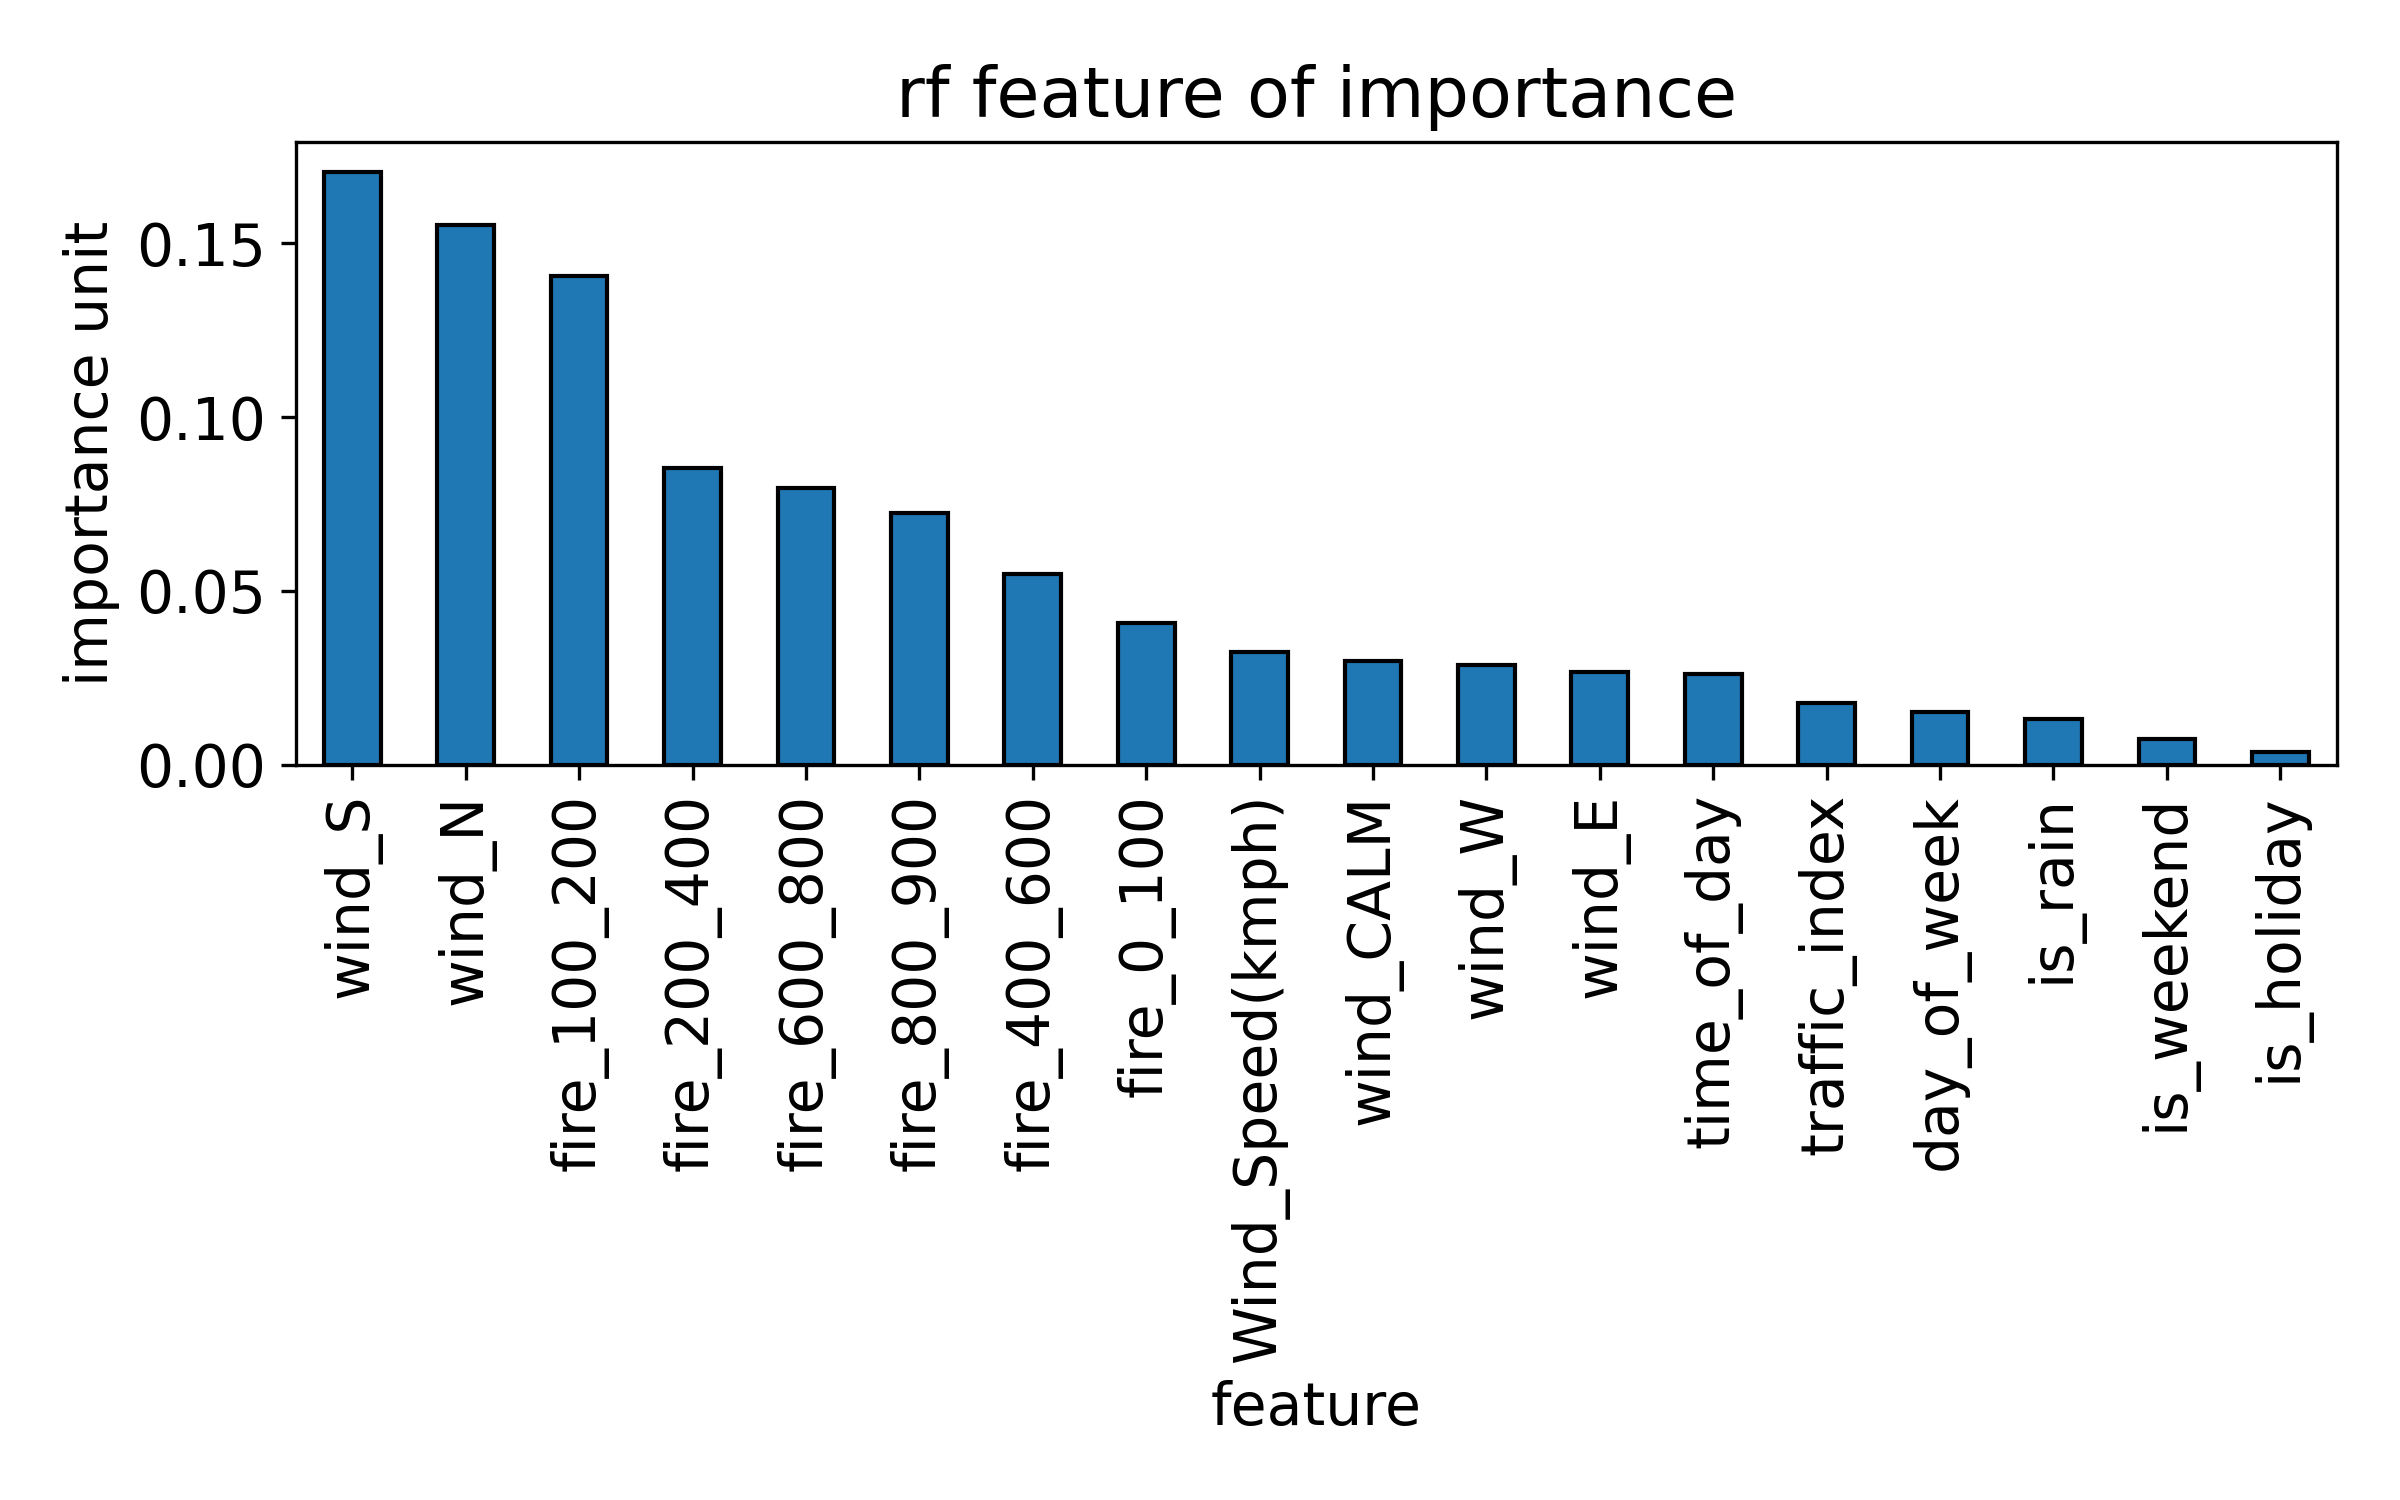 rf feature of importance
importance unit
0.15
0.10
0.05
0.00
wind_S
wind_N
fire_100_200
fire_200_400
fire_600_800
fire_800_900
fire_400_600
fire_0_100
Wind_Speed(kmph)
wind_CALM
wind_W
wind_E
time_of_day
traffic_index
day_of_week
is_rain
is_weekend
is_holiday
feature